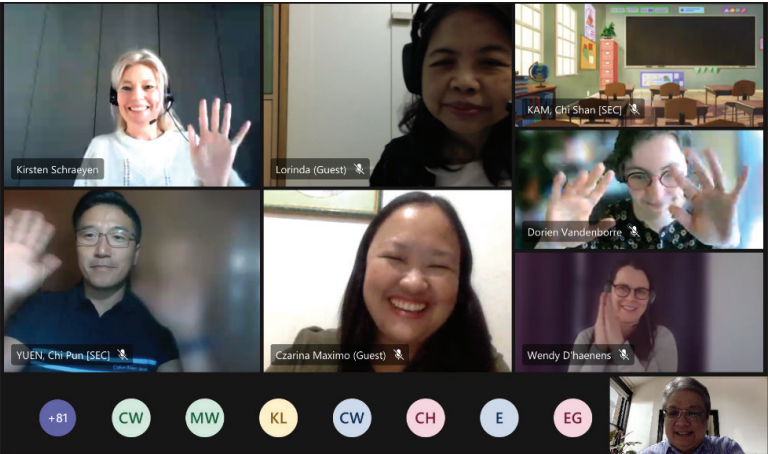 KAM, Chi Shan [SEC]
Kirsten Schraeyen
Lorinda (Guest)
Dorien Vandenborre
YUEN, Chi Pun [SEC]
Czarina Maximo (Guest)
Wendy D'haenens
+81
CW
MW
KL
CW
CH
E
EG